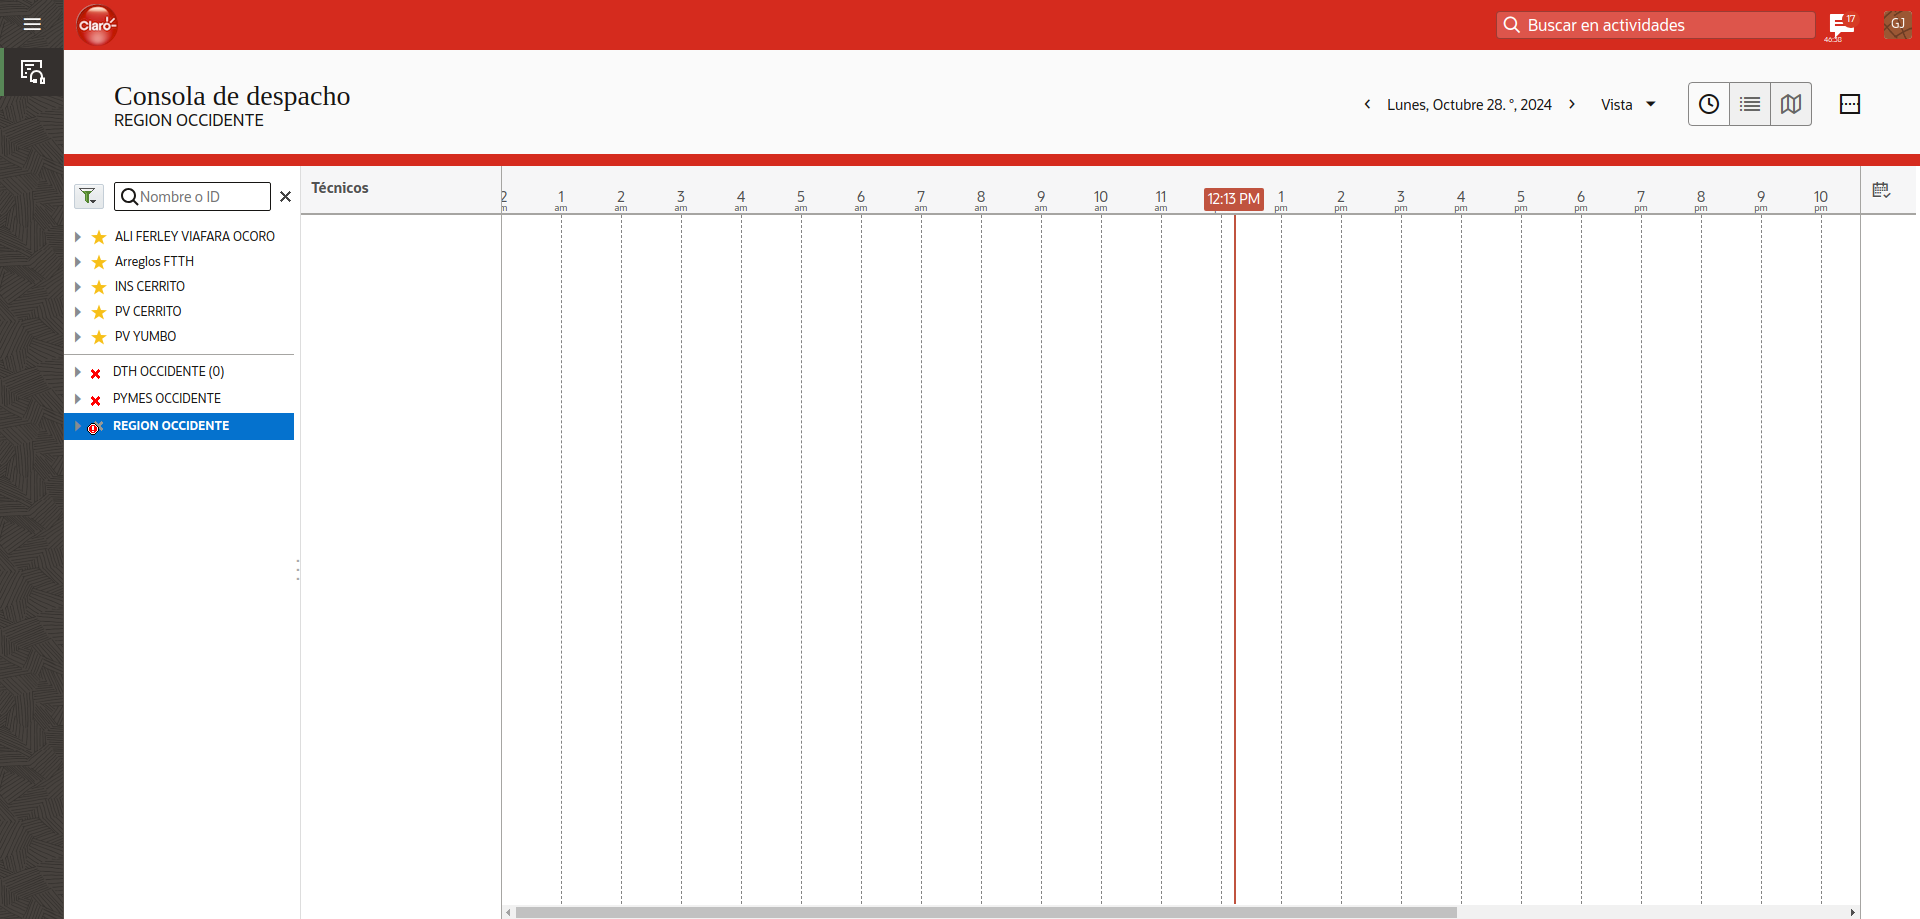 Claro
Buscar en actividades
17
46:38
GJ
Consola de despacho
REGION OCCIDENTE
Lunes, Octubre 28. °, 2024
Vista
Nombre o ID
Técnicos
2 1 2 3 4 5 6 7 8 9 10 11 12:13 PM 1 2 3 4 5 6 7 8 9 10
am am am am am am am am am am am pm pm pm pm pm pm pm pm pm pm
ALI FERLEY VIAFARA OCORO
Arreglos FTTH
INS CERRITO
PV CERRITO
PV YUMBO
DTH OCCIDENTE (0)
PYMES OCCIDENTE
REGION OCCIDENTE